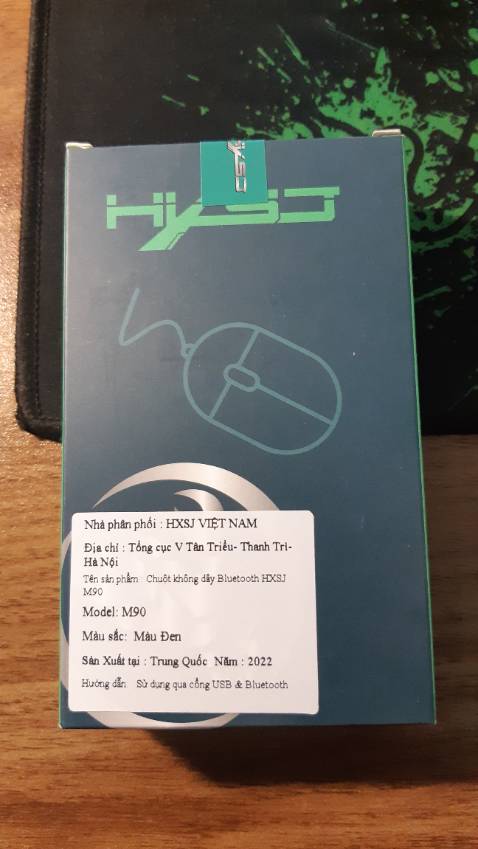 HXSJ
HXSJ
Nhà phân phối : HXSJ VIỆT NAM
Địa chỉ : Tổng cục V Tân Triều- Thanh Trì-
Hà Nội
Tên sản phẩm : Chuột không dây Bluetooth HXSJ
M90
Model: M90
Màu sắc: Màu Đen
Sản Xuất tại : Trung Quốc Năm : 2022
Hướng dẫn: Sử dụng qua cổng USB & Bluetooth